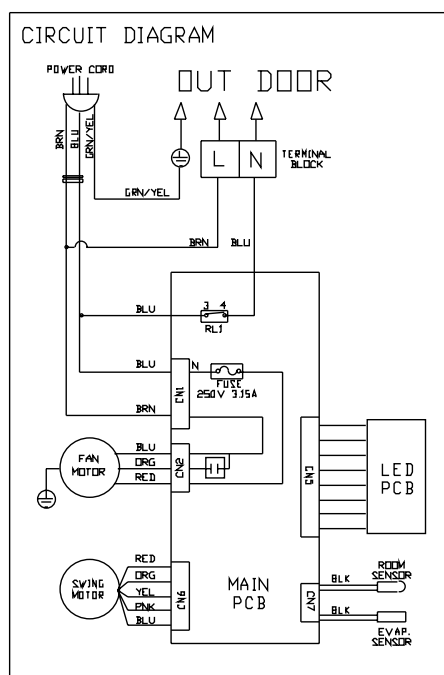 CIRCUIT DIAGRAM
POWER CORD
OUT DOOR
BRN
BLU
GRN/YEL
L
N
TERMINAL
BLOCK
GRN/YEL
BRN
BLU
BLU
3 4
RL1
BLU
N
CN1
FUSE
250V 3.15A
BRN
FAN
MOTOR
BLU
ORG
RED
CN2
CN5
LED
PCB
SWING
MOTOR
RED
ORG
YEL
PNK
BLU
CN6
MAIN
PCB
CN7
BLK
ROOM
SENSOR
BLK
EVAP.
SENSOR